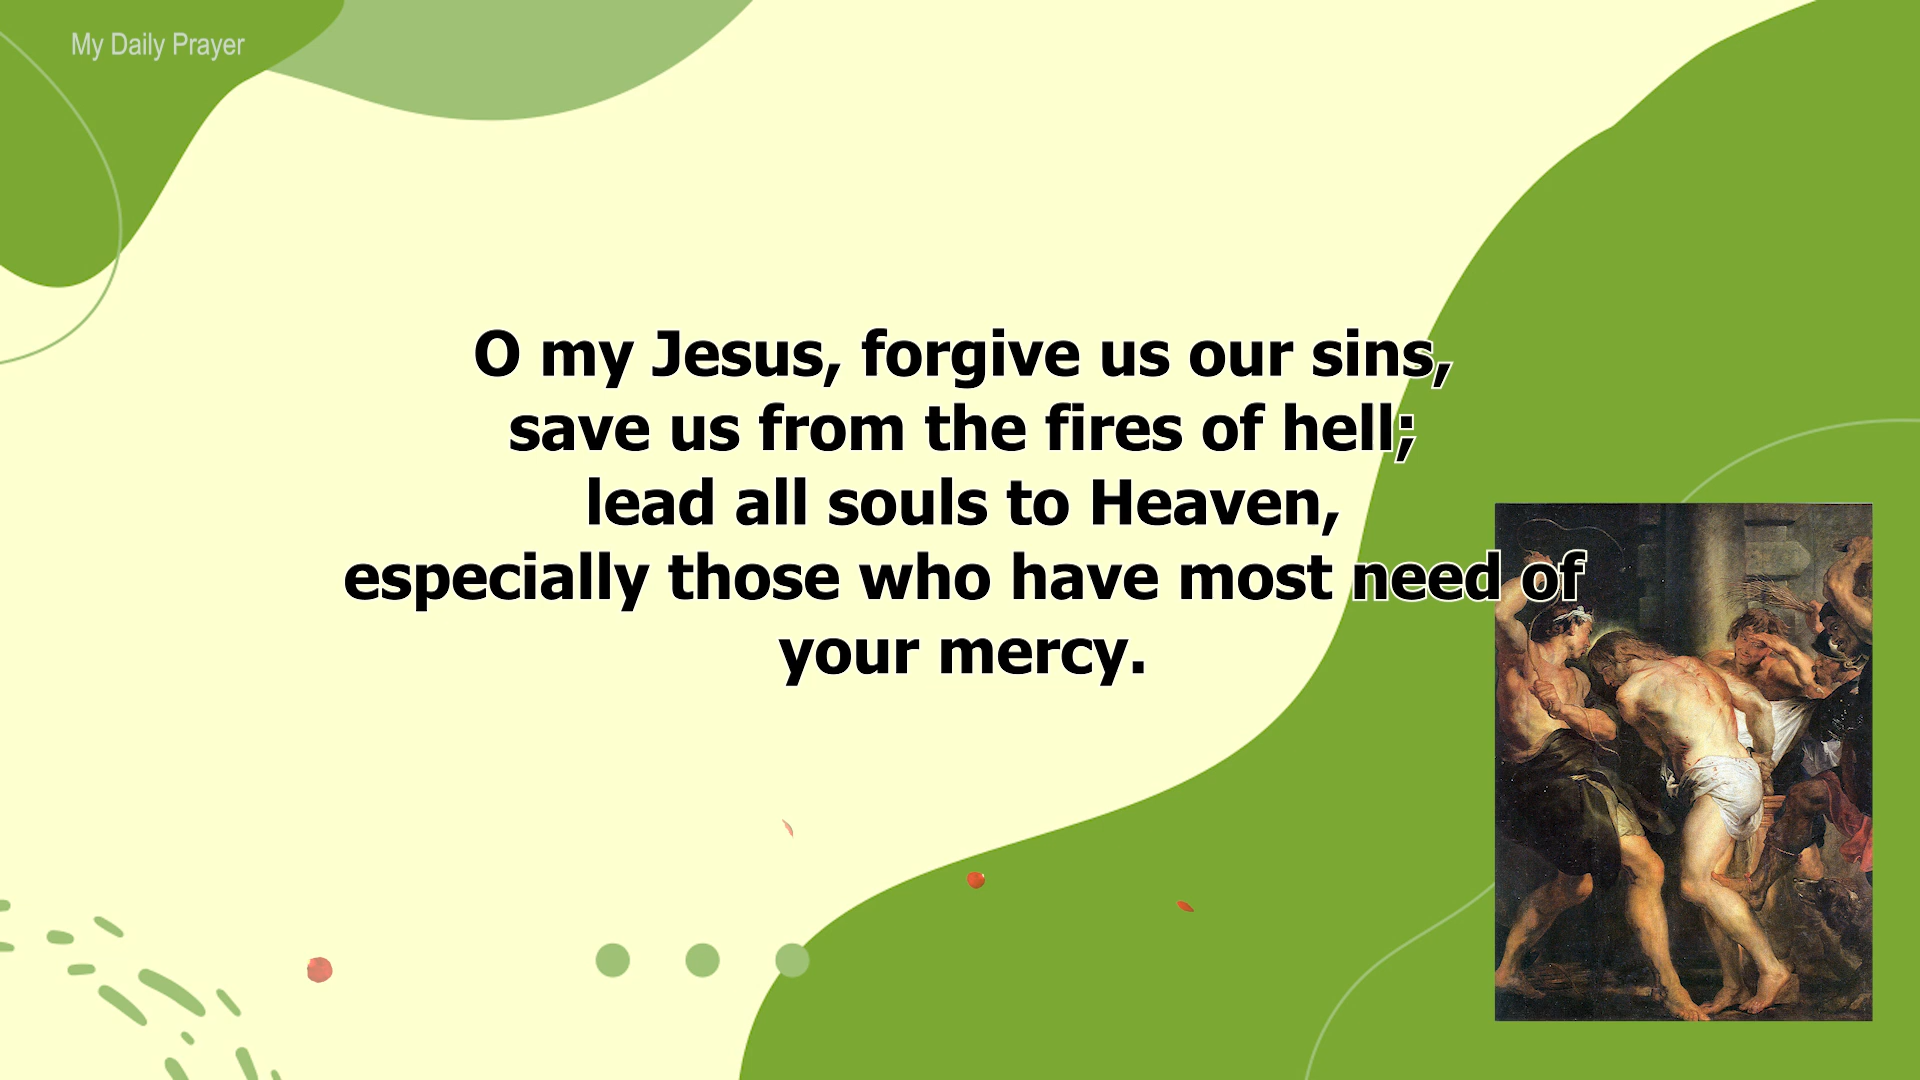 My Daily Prayer
O my Jesus, forgive us our sins,
save us from the fires of hell;
lead all souls to Heaven,
especially those who have most need of
your mercy.